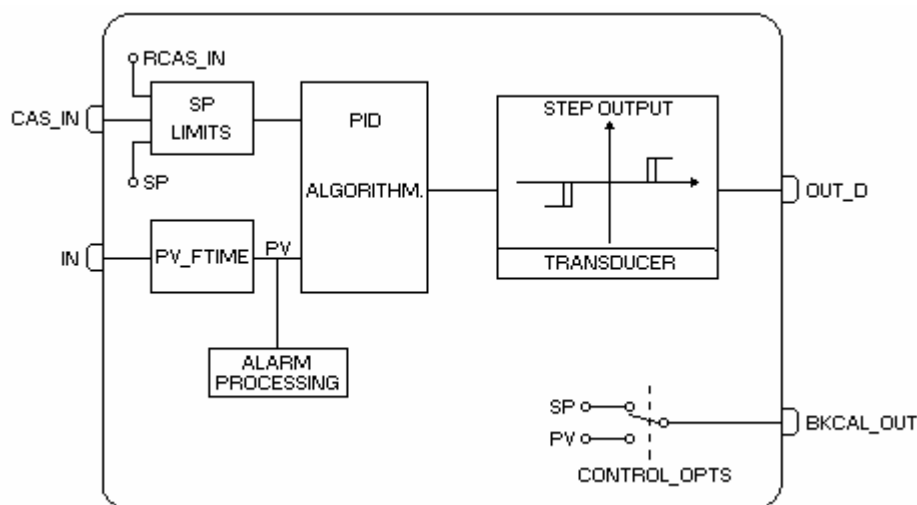 RCAS_IN
CAS_IN
SP
LIMITS
SP
PID
ALGORITHM.
STEP OUTPUT
TRANSDUCER
OUT_D
IN
PV_FTIME
PV
ALARM
PROCESSING
SP
PV
CONTROL_OPTS
BKCAL_OUT